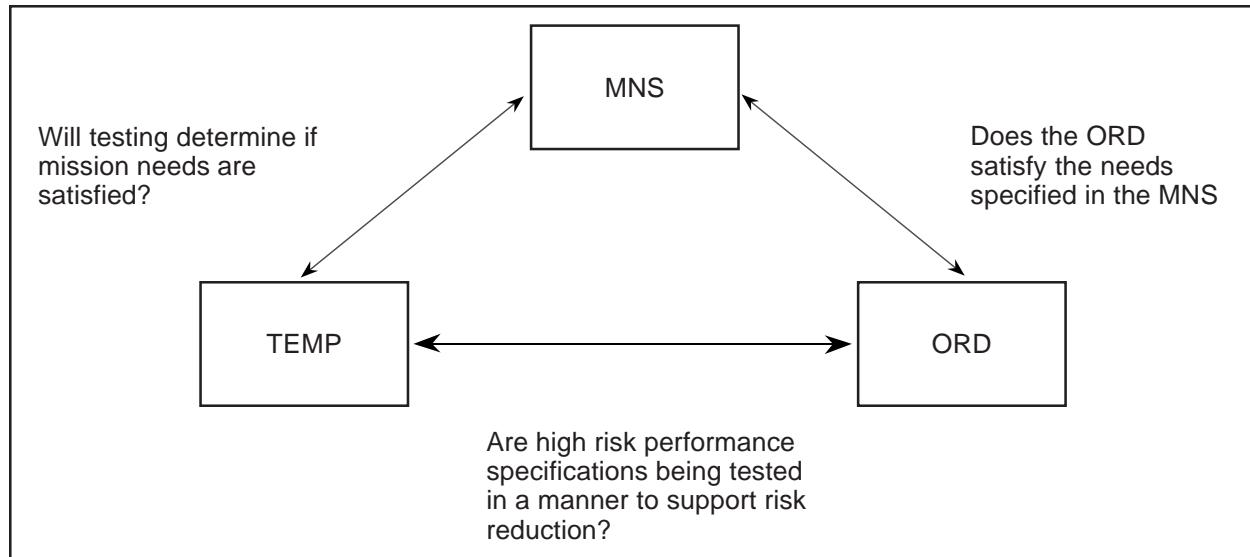 MNS
Will testing determine if
mission needs are
satisfied?
Does the ORD
satisfy the needs
specified in the MNS
TEMP
ORD
Are high risk performance
specifications being tested
in a manner to support risk
reduction?